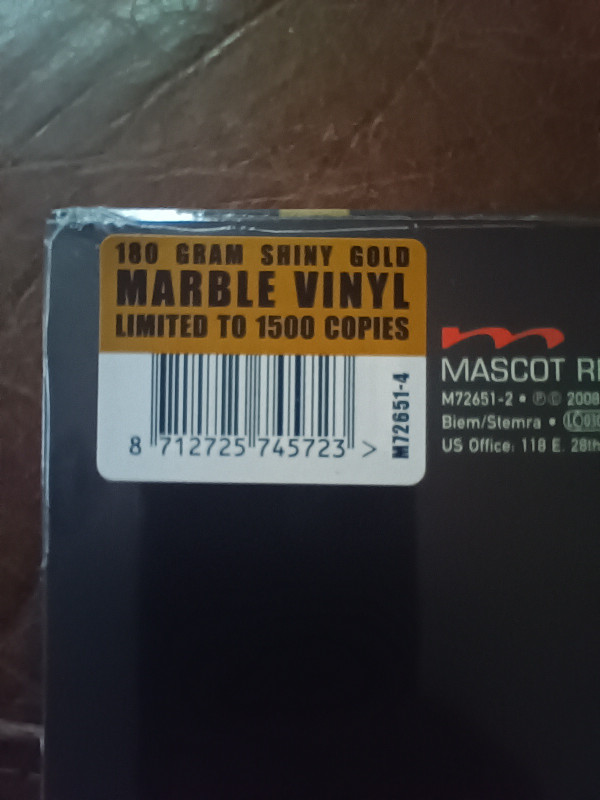 180 GRAM SHINY GOLD
MARBLE VINYL
LIMITED TO 1500 COPIES
8 712725 745723 >
M72651-4
MASCOT
M72651-2 • ℗© 2008
Biem/Stemra • LC
US Office: 118 E. 28th